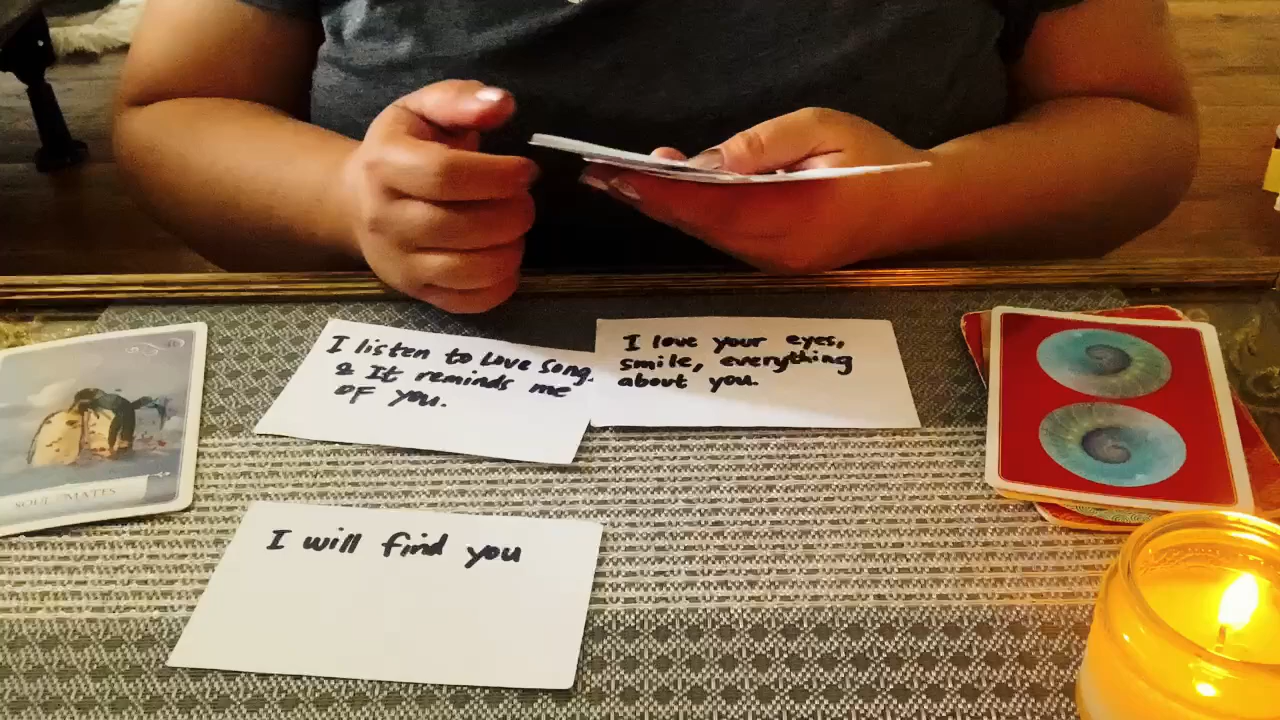 I listen to Love Song.
& It reminds me
OF you.
I love your eyes,
smile, everything
about you.
SOUL MATES
I will find you